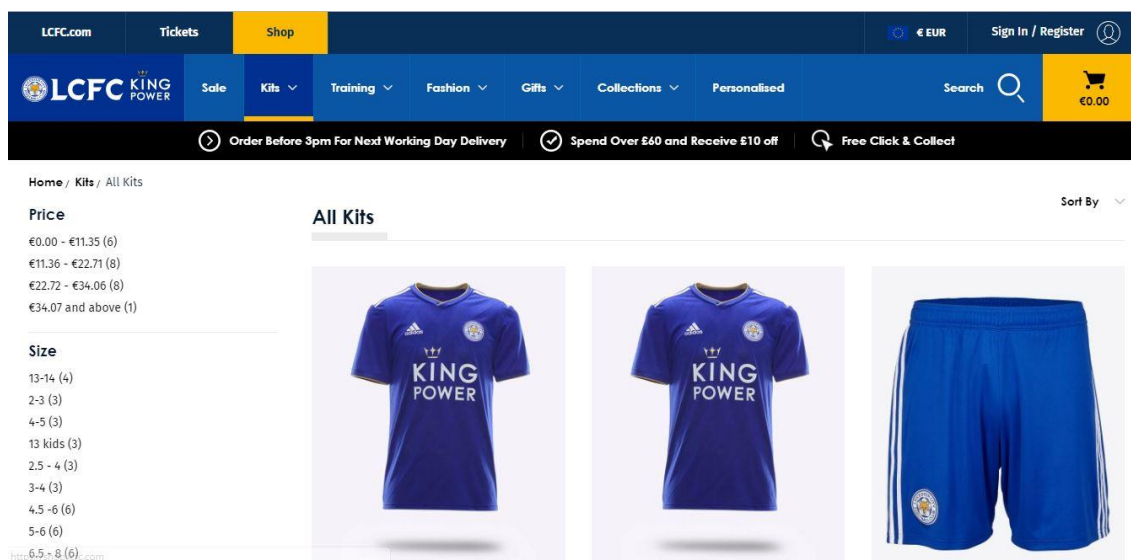 LCFC.com Tickets Shop € EUR Sign In / Register
LCFC KING POWER Sale Kits Training Fashion Gifts Collections Personalised Search €0.00
Order Before 3pm For Next Working Day Delivery Spend Over £60 and Receive £10 off Free Click & Collect
Home / Kits / All Kits
Sort By
Price
All Kits
€0.00 - €11.35 (6)
€11.36 - €22.71 (8)
€22.72 - €34.06 (8)
€34.07 and above (1)
Size
13-14 (4)
2-3 (3)
4-5 (3)
13 kids (3)
2.5 - 4 (3)
3-4 (3)
4.5 -6 (6)
5-6 (6)
6.5 - 8 (6)
adidas
KING
POWER
adidas
KING
POWER